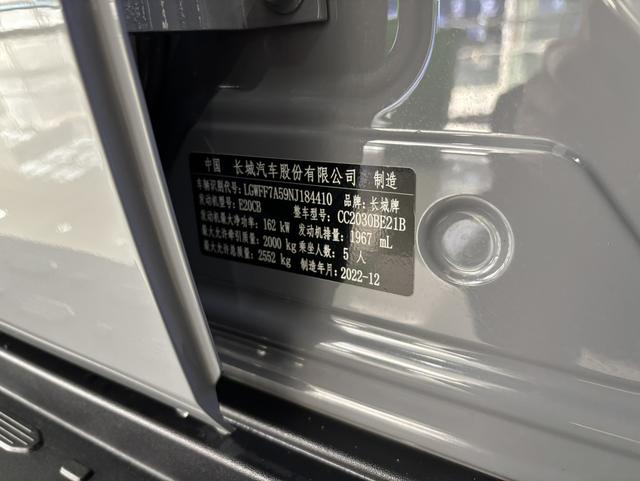 中国 长城汽车股份有限公司 制造
车辆识别代号: LGWFF7A59NJ184410 品牌: 长城牌
发动机型号: E20CB 整车型号: CC2030BE21B
发动机最大净功率: 162 kW 发动机排量: 1967 mL
最大允许牵引质量: 2000 kg 乘坐人数: 5 人
最大允许总质量: 2552 kg 制造年月: 2022-12